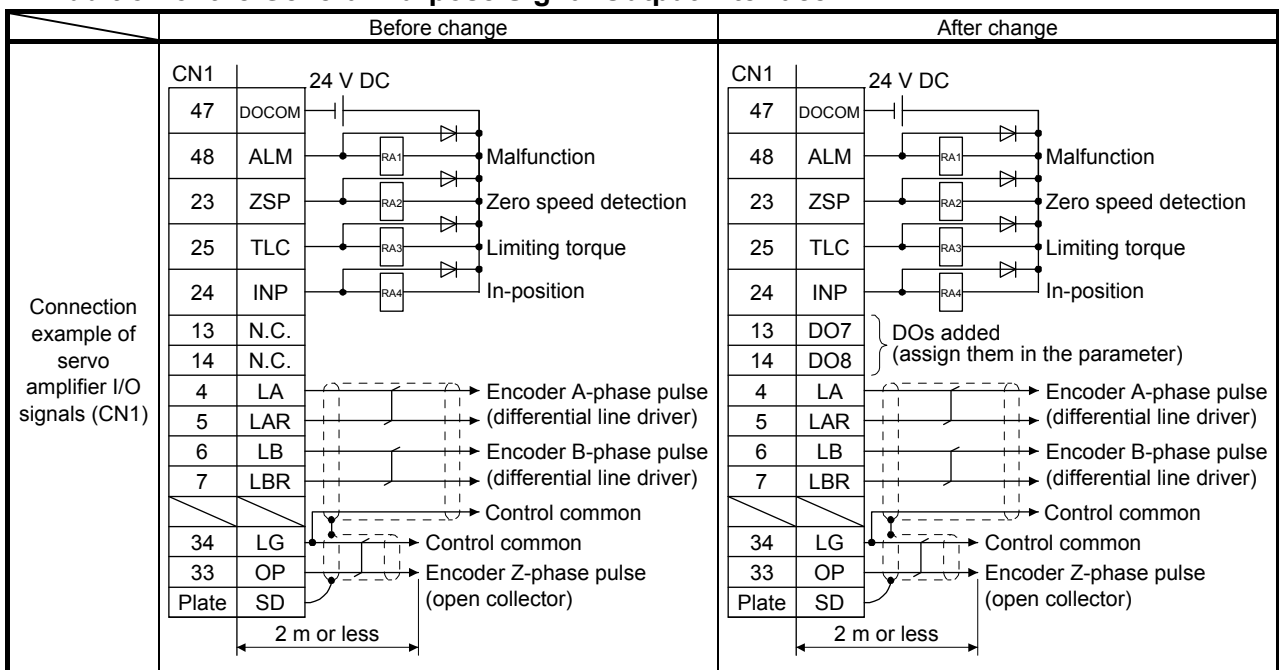 Before change
After change
Connection
example of
servo
amplifier I/O
signals (CN1)
CN1
24 V DC
47 DOCOM
48 ALM RA1 Malfunction
23 ZSP RA2 Zero speed detection
25 TLC RA3 Limiting torque
24 INP RA4 In-position
13 N.C.
14 N.C.
4 LA Encoder A-phase pulse
5 LAR (differential line driver)
6 LB Encoder B-phase pulse
7 LBR (differential line driver)
Control common
34 LG Control common
33 OP Encoder Z-phase pulse
Plate SD (open collector)
2 m or less
CN1
24 V DC
47 DOCOM
48 ALM RA1 Malfunction
23 ZSP RA2 Zero speed detection
25 TLC RA3 Limiting torque
24 INP RA4 In-position
13 DO7 DOs added
14 DO8 (assign them in the parameter)
4 LA Encoder A-phase pulse
5 LAR (differential line driver)
6 LB Encoder B-phase pulse
7 LBR (differential line driver)
Control common
34 LG Control common
33 OP Encoder Z-phase pulse
Plate SD (open collector)
2 m or less